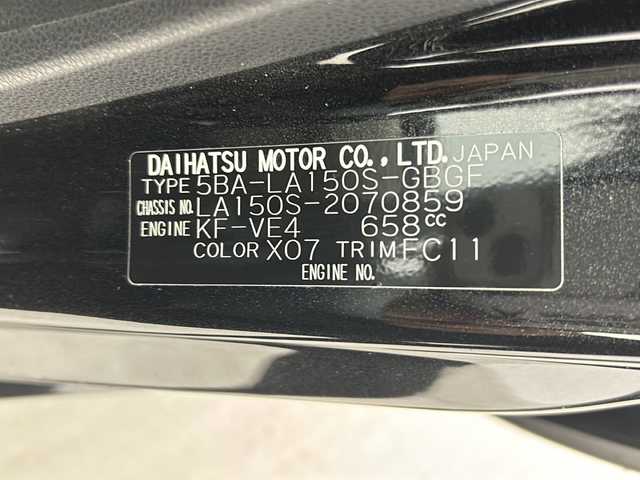 DAIHATSU MOTOR CO., LTD. JAPAN
TYPE 5BA-LA150S-GBGF
CHASSIS NO. LA150S-2070859
ENGINE KF-VE4 658CC
COLOR X07 TRIM FC11
ENGINE NO.